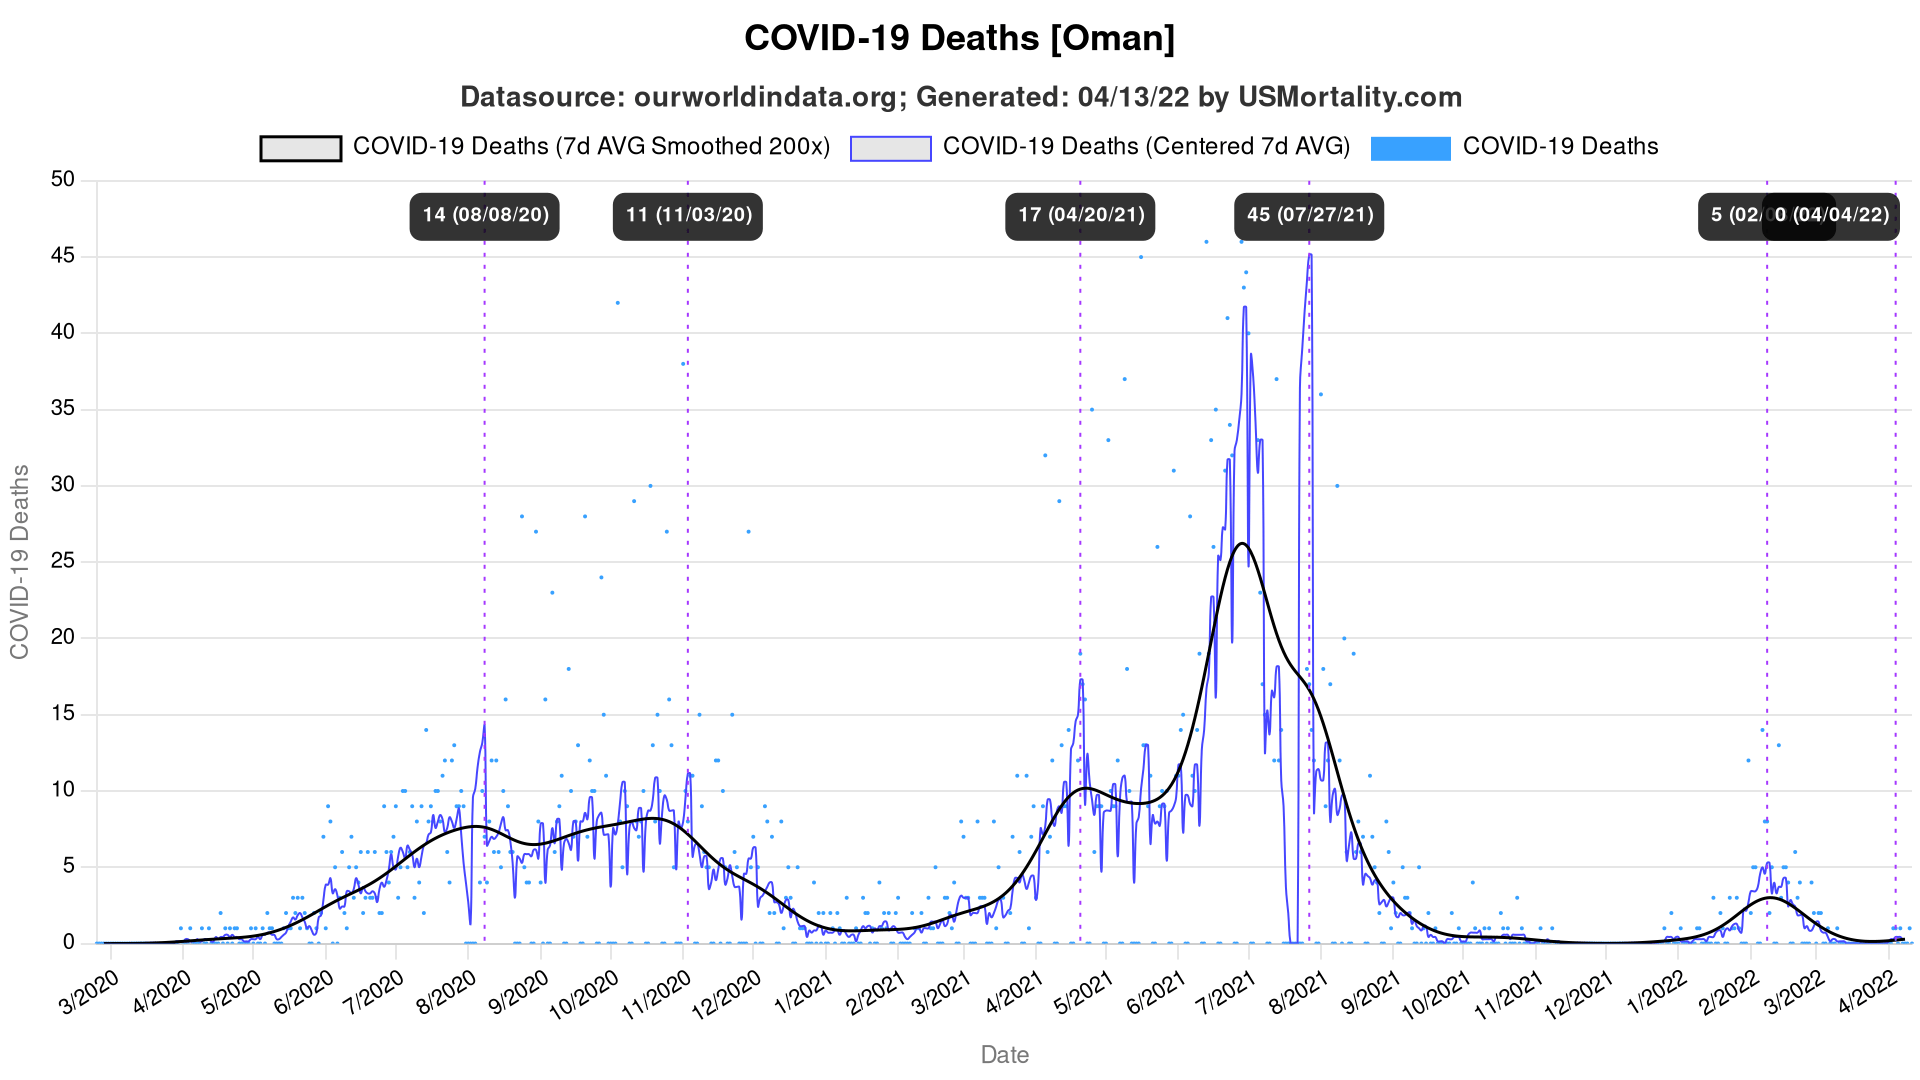 COVID-19 Deaths [Oman]
Datasource: ourworldindata.org; Generated: 04/13/22 by USMortality.com
COVID-19 Deaths (7d AVG Smoothed 200x) COVID-19 Deaths (Centered 7d AVG) COVID-19 Deaths
50
14 (08/08/20) 11 (11/03/20) 17 (04/20/21) 45 (07/27/21) 5 (02/ 0 (04/04/22)
45
40
35
30
25
20
15
10
5
0
COVID-19 Deaths
3/2020 4/2020 5/2020 6/2020 7/2020 8/2020 9/2020 10/2020 11/2020 12/2020 1/2021 2/2021 3/2021 4/2021 5/2021 6/2021 7/2021 8/2021 9/2021 10/2021 11/2021 12/2021 1/2022 2/2022 3/2022 4/2022
Date